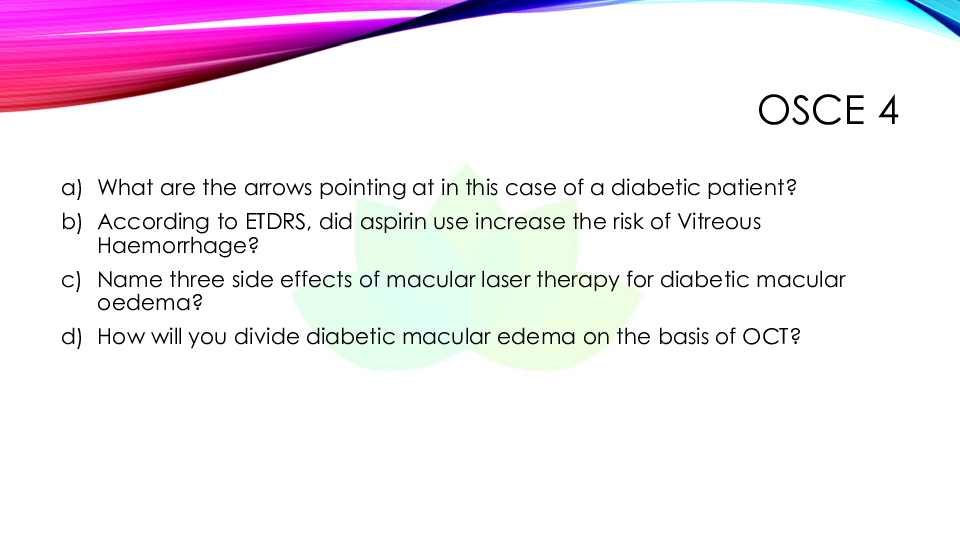 OSCE 4
a) What are the arrows pointing at in this case of a diabetic patient?
b) According to ETDRS, did aspirin use increase the risk of Vitreous
Haemorrhage?
c) Name three side effects of macular laser therapy for diabetic macular
oedema?
d) How will you divide diabetic macular edema on the basis of OCT?